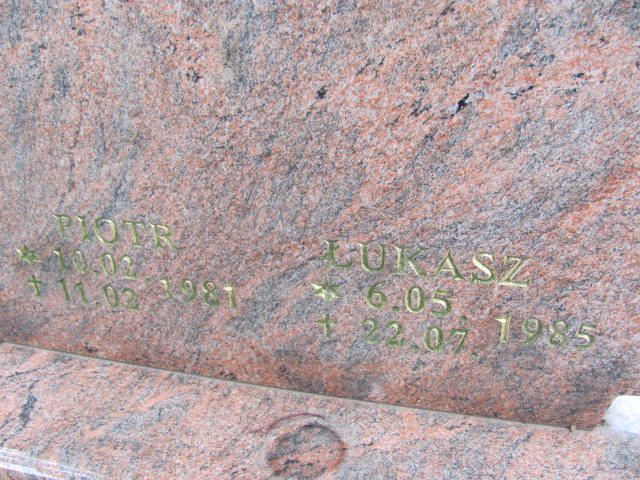 PIOTR
★ 10.02.
✝ 11.02. 1981
ŁUKASZ
★ 6.05.
✝ 22.07. 1985